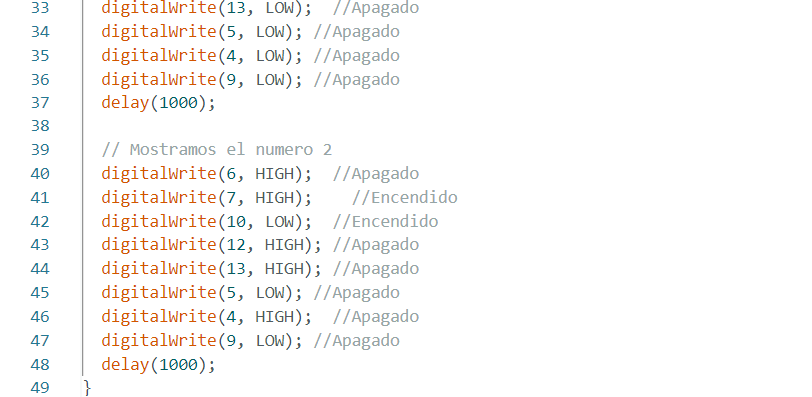 33 digitalWrite(13, LOW);  //Apagado
34 digitalWrite(5, LOW); //Apagado
35 digitalWrite(4, LOW); //Apagado
36 digitalWrite(9, LOW); //Apagado
37 delay(1000);
38
39 // Mostramos el numero 2
40 digitalWrite(6, HIGH);  //Apagado
41 digitalWrite(7, HIGH);    //Encendido
42 digitalWrite(10, LOW);  //Encendido
43 digitalWrite(12, HIGH); //Apagado
44 digitalWrite(13, HIGH); //Apagado
45 digitalWrite(5, LOW); //Apagado
46 digitalWrite(4, HIGH);  //Apagado
47 digitalWrite(9, LOW); //Apagado
48 delay(1000);
49 }